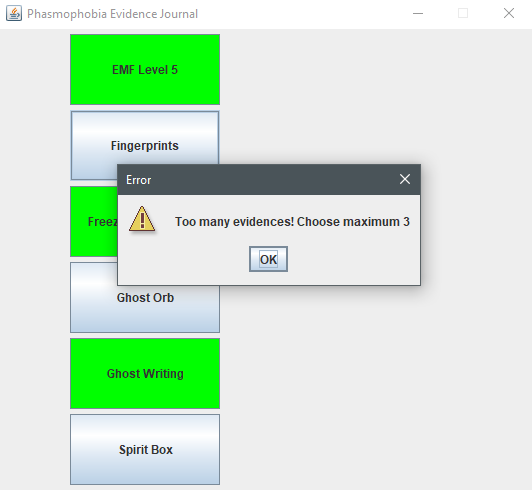 Phasmophobia Evidence Journal
EMF Level 5
Fingerprints
Error
Too many evidences! Choose maximum 3
OK
Ghost Orb
Ghost Writing
Spirit Box